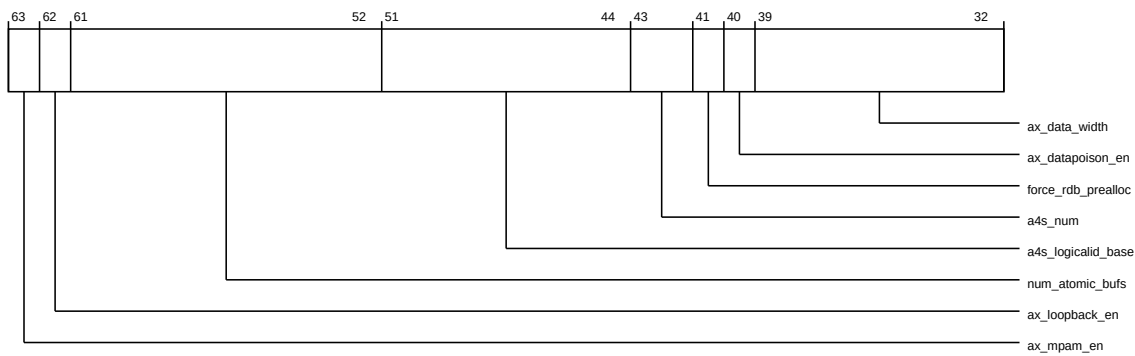 63 62 61 52 51 44 43 41 40 39 32
ax_data_width
ax_datapoison_en
force_rdb_prealloc
a4s_num
a4s_logicalid_base
num_atomic_bufs
ax_loopback_en
ax_mpam_en